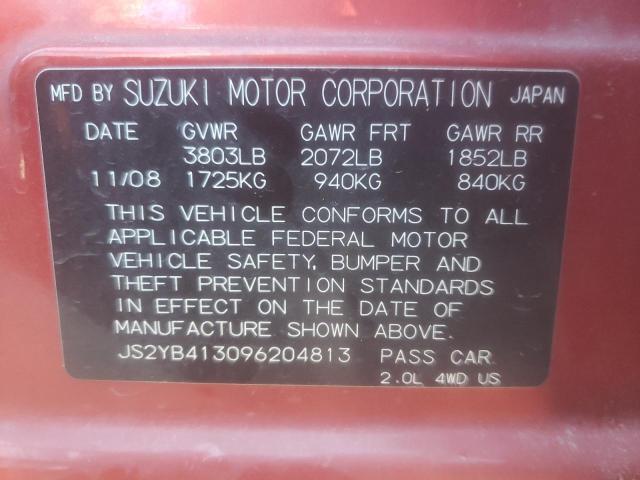 MFD BY SUZUKI MOTOR CORPORATION JAPAN
DATE GVWR GAWR FRT GAWR RR
3803LB 2072LB 1852LB
11/08 1725KG 940KG 840KG
THIS VEHICLE CONFORMS TO ALL
APPLICABLE FEDERAL MOTOR
VEHICLE SAFETY, BUMPER AND
THEFT PREVENTION STANDARDS
IN EFFECT ON THE DATE OF
MANUFACTURE SHOWN ABOVE.
JS2YB413096204813 PASS CAR
2.0L 4WD US